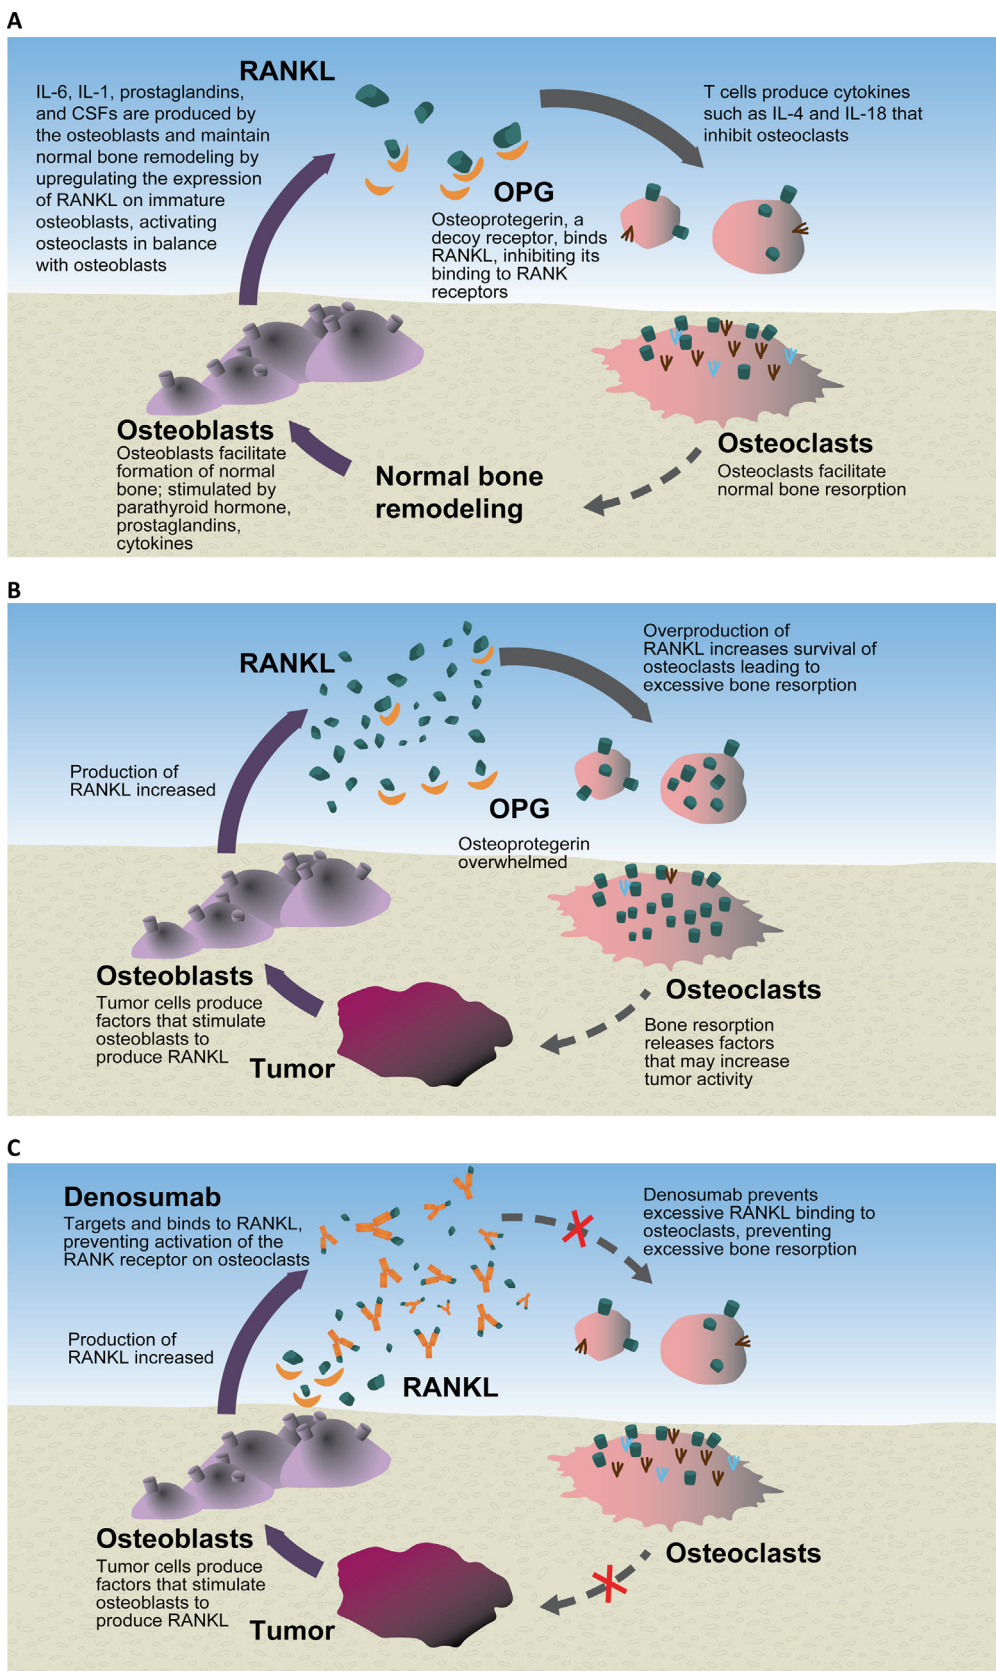 A
RANKL
IL-6, IL-1, prostaglandins,
and CSFs are produced by
the osteoblasts and maintain
normal bone remodeling by
upregulating the expression
of RANKL on immature
osteoblasts, activating
osteoclasts in balance
with osteoblasts
T cells produce cytokines
such as IL-4 and IL-18 that
inhibit osteoclasts
OPG
Osteoprotegerin, a
decoy receptor, binds
RANKL, inhibiting its
binding to RANK
receptors
Osteoblasts
Osteoblasts facilitate
formation of normal
bone; stimulated by
parathyroid hormone,
prostaglandins,
cytokines
Normal bone
remodeling
Osteoclasts
Osteoclasts facilitate
normal bone resorption
B
RANKL
Overproduction of
RANKL increases survival of
osteoclasts leading to
excessive bone resorption
Production of
RANKL increased
OPG
Osteoprotegerin
overwhelmed
Osteoblasts
Tumor cells produce
factors that stimulate
osteoblasts to
produce RANKL
Tumor
Osteoclasts
Bone resorption
releases factors
that may increase
tumor activity
C
Denosumab
Targets and binds to RANKL,
preventing activation of the
RANK receptor on osteoclasts
Denosumab prevents
excessive RANKL binding to
osteoclasts, preventing
excessive bone resorption
Production of
RANKL increased
RANKL
Osteoblasts
Tumor cells produce
factors that stimulate
osteoblasts to
produce RANKL
Tumor
Osteoclasts